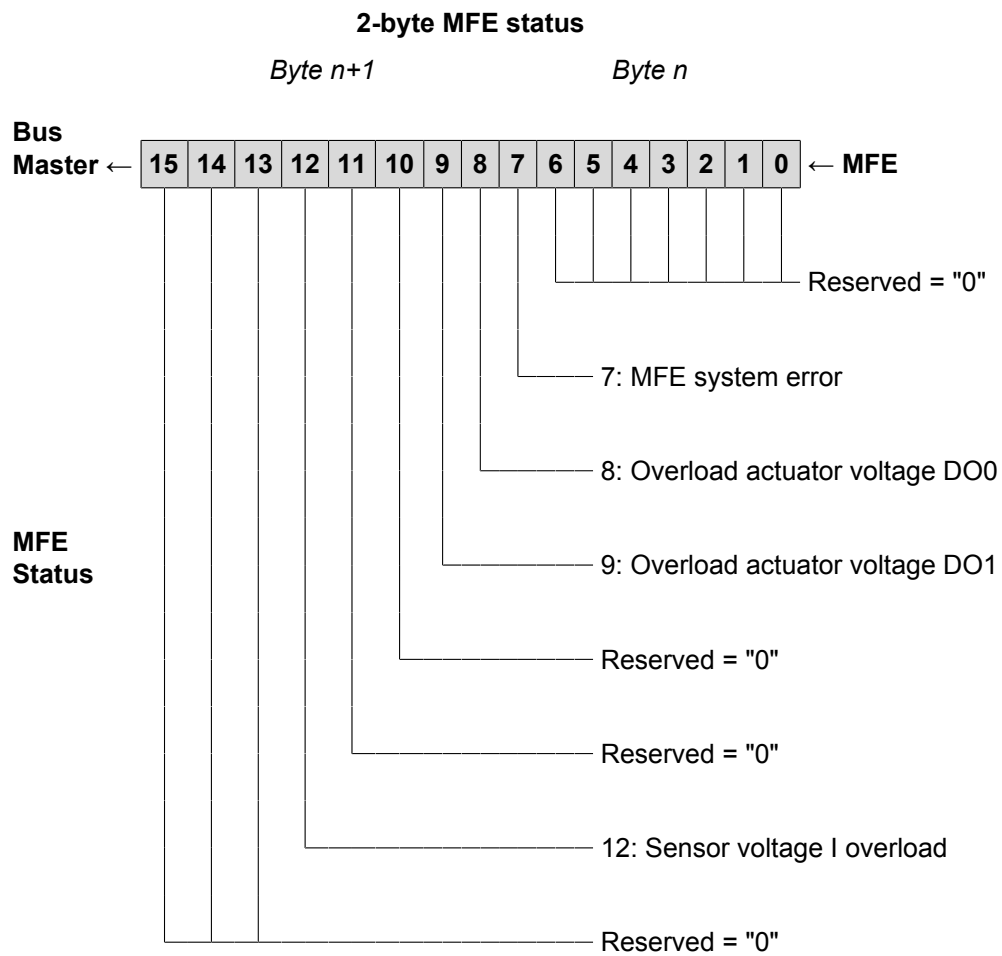 2-byte MFE status
Byte n+1 Byte n
Bus
Master ← 15 14 13 12 11 10 9 8 7 6 5 4 3 2 1 0 ← MFE
Reserved = "0"
7: MFE system error
8: Overload actuator voltage DO0
MFE
Status
9: Overload actuator voltage DO1
Reserved = "0"
Reserved = "0"
12: Sensor voltage I overload
Reserved = "0"